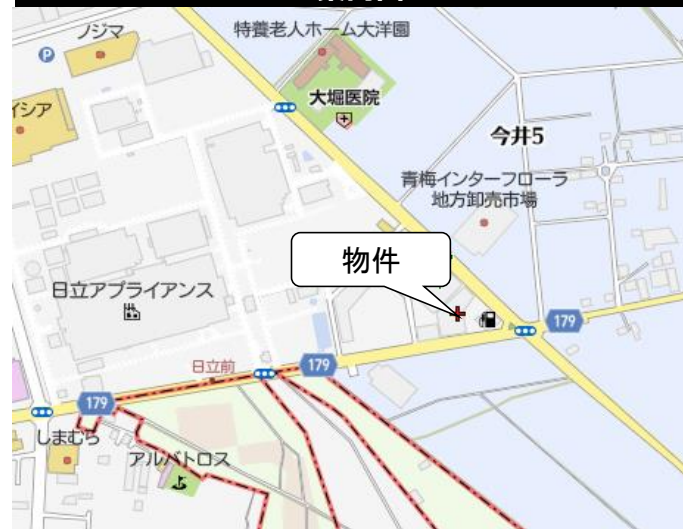 ノジマ
特養老人ホーム大洋園
P
イシア
大堀医院
今井5
青梅インターフローラ
地方卸売市場
物件
日立アプライアンス
179
日立前
179
179
しまむら
アルバトロス